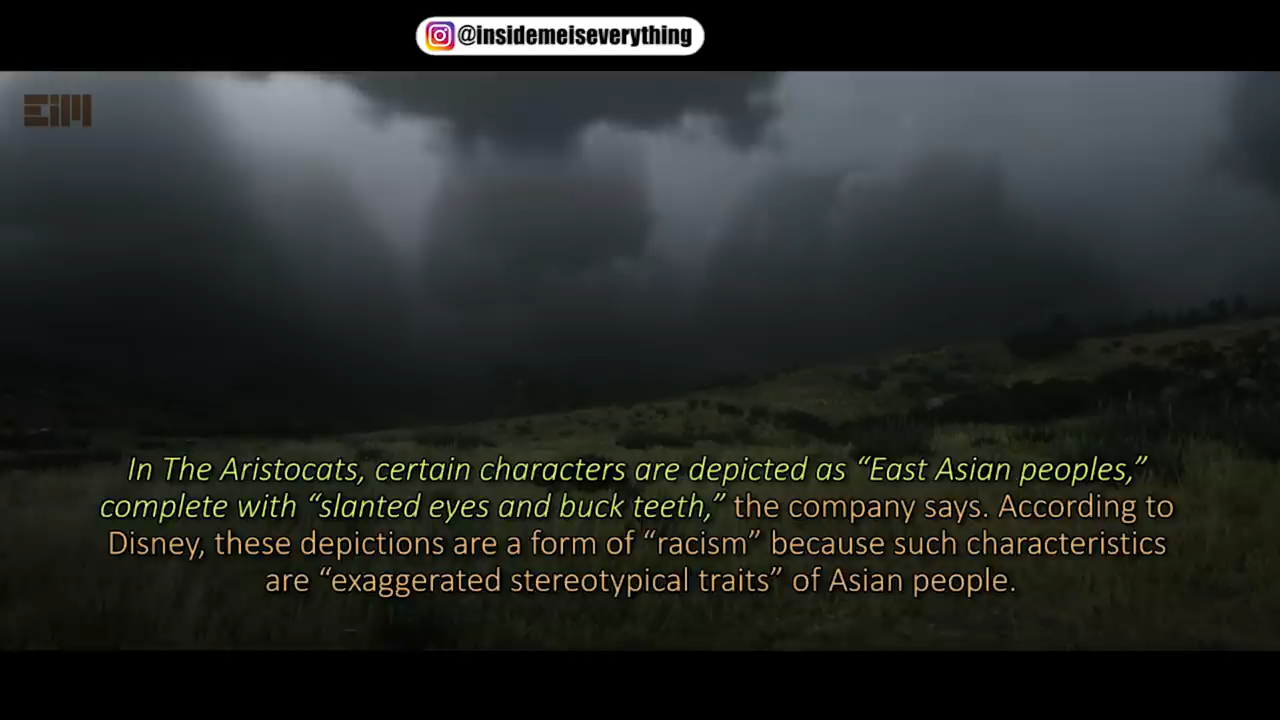 @insidemeiseverything
EiM
In The Aristocats, certain characters are depicted as “East Asian peoples,”
complete with “slanted eyes and buck teeth,” the company says. According to
Disney, these depictions are a form of “racism” because such characteristics
are “exaggerated stereotypical traits” of Asian people.